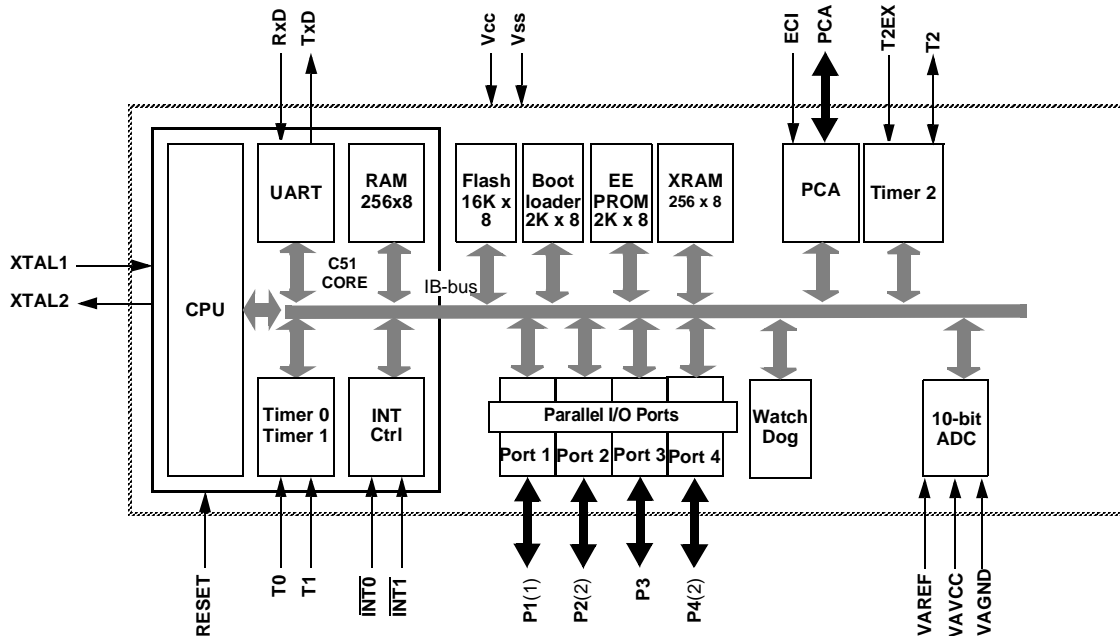 RxD
TxD
Vcc
Vss
ECI
PCA
T2EX
T2
UART
RAM
256x8
Flash
16K x
8
Boot
loader
2K x 8
EE
PROM
2K x 8
XRAM
256 x 8
PCA
Timer 2
XTAL1
XTAL2
CPU
C51
CORE
IB-bus
Timer 0
Timer 1
INT
Ctrl
Parallel I/O Ports
Port 1
Port 2
Port 3
Port 4
Watch
Dog
10-bit
ADC
RESET
T0
T1
INT0
INT1
P1(1)
P2(2)
P3
P4(2)
VAREF
VAVCC
VAGND